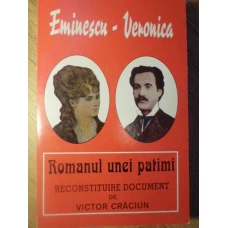 Eminescu - Veronica
Romanul unei patimi
RECONSTITUIRE DOCUMENT
DE
VICTOR CRĂCIUN